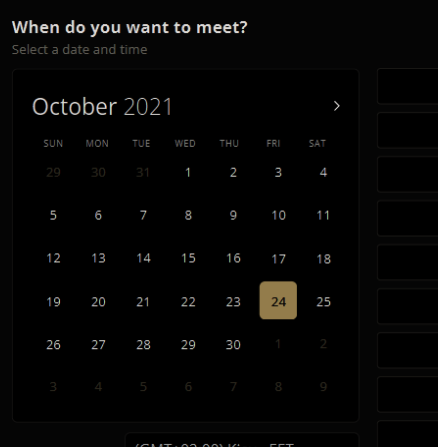 When do you want to meet?
Select a date and time
October 2021
SUN MON TUE WED THU FRI SAT
29 30 31 1 2 3 4
5 6 7 8 9 10 11
12 13 14 15 16 17 18
19 20 21 22 23 24 25
26 27 28 29 30 1 2
3 4 5 6 7 8 9